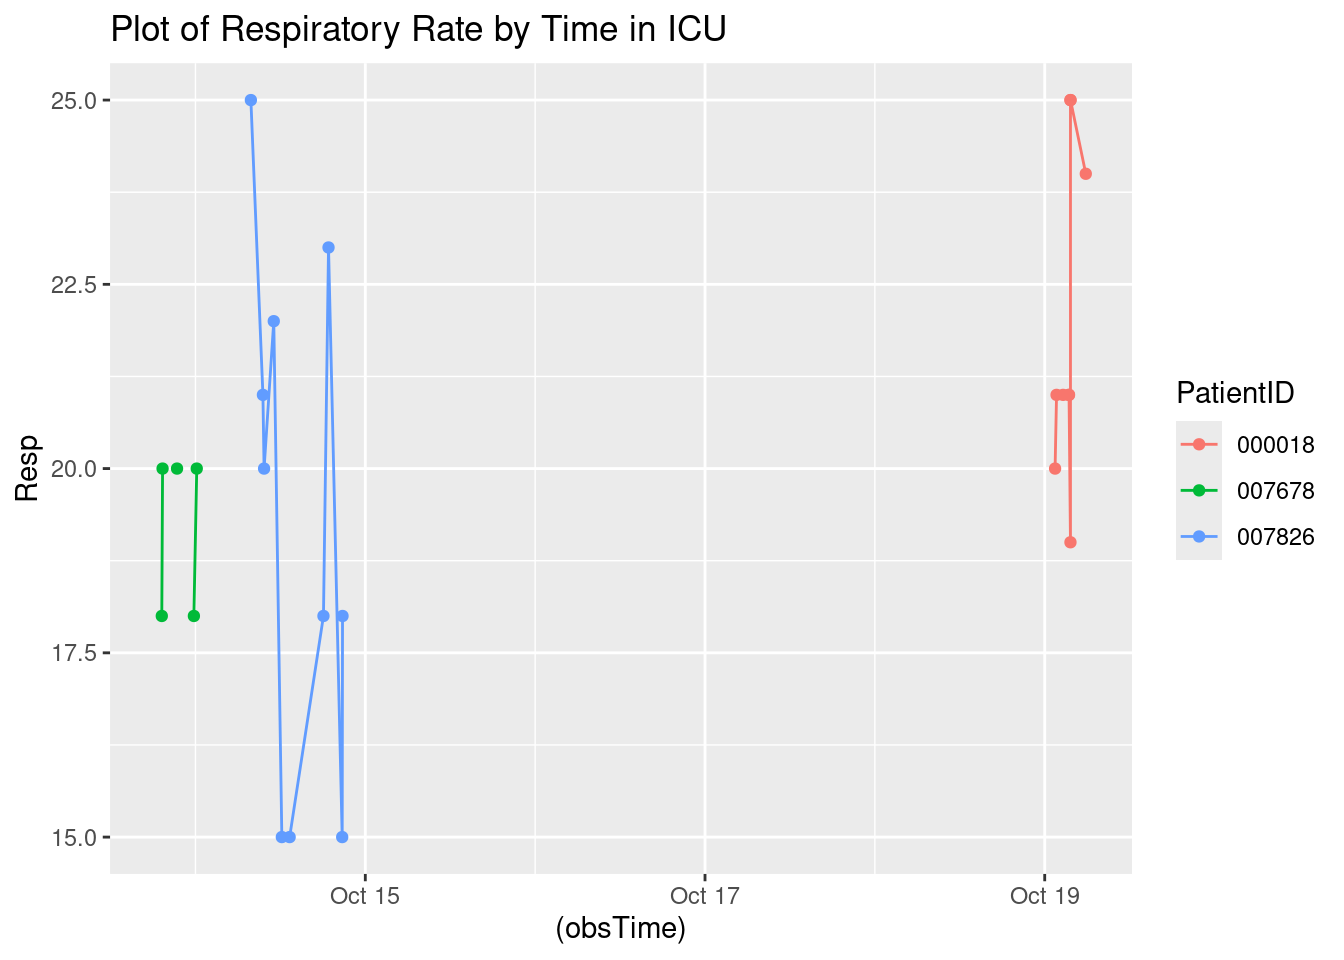 Plot of Respiratory Rate by Time in ICU
25.0
22.5
20.0
17.5
15.0
Resp
Oct 15
Oct 17
Oct 19
(obsTime)
PatientID
000018
007678
007826